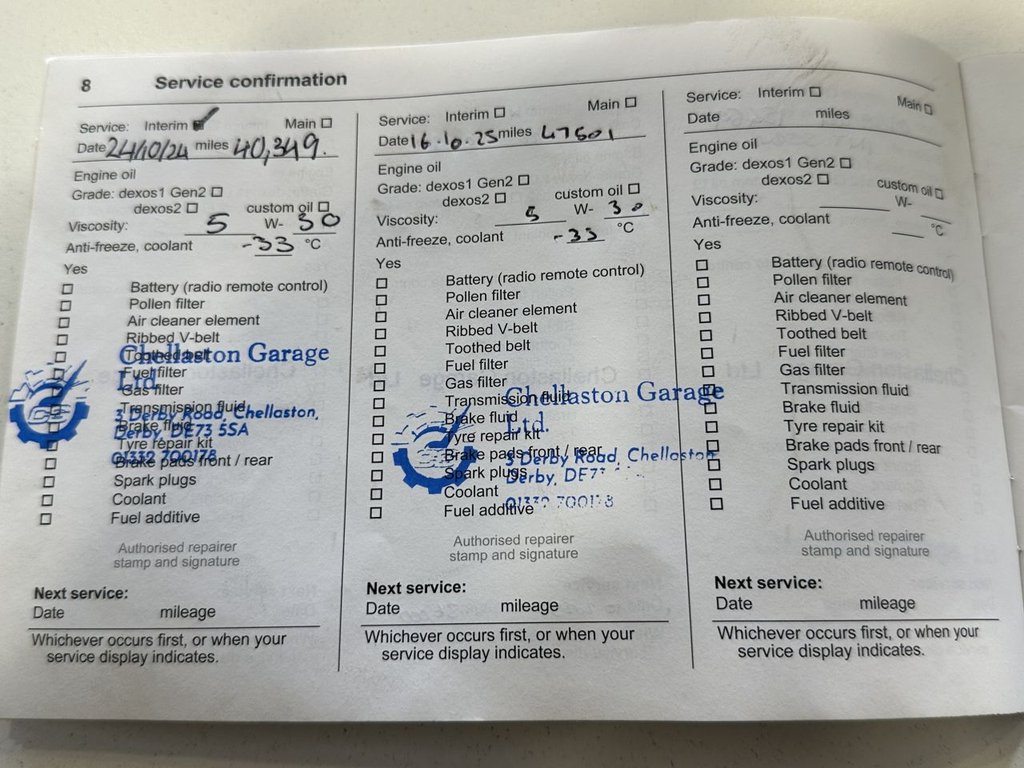 8 Service confirmation
Service: Interim ☑ Main ☐
Date 24/10/24 miles 40,349.
Engine oil
Grade: dexos1 Gen2 ☐
dexos2 ☐ custom oil ☐
Viscosity: 5 W- 30
Anti-freeze, coolant -33 °C
Yes
☐ Battery (radio remote control)
☐ Pollen filter
☐ Air cleaner element
☐ Ribbed V-belt
☐ Toothed belt
☐ Fuel filter
☐ Gas filter
☐ Transmission fluid
☐ Brake fluid
☐ Tyre repair kit
☐ Brake pads front / rear
☐ Spark plugs
☐ Coolant
☐ Fuel additive
Chellaston Garage
Ltd.
3 Derby Road, Chellaston,
Derby, DE73 5SA
01332 700178
Authorised repairer
stamp and signature
Next service:
Date mileage
Whichever occurs first, or when your
service display indicates.
Service: Interim ☐ Main ☐
Date 16.10.25 miles 47501
Engine oil
Grade: dexos1 Gen2 ☐
dexos2 ☐ custom oil ☐
Viscosity: 5 W- 30
Anti-freeze, coolant -33 °C
Yes
☐ Battery (radio remote control)
☐ Pollen filter
☐ Air cleaner element
☐ Ribbed V-belt
☐ Toothed belt
☐ Fuel filter
☐ Gas filter
☐ Transmission fluid
☐ Brake fluid
☐ Tyre repair kit
☐ Brake pads front / rear
☐ Spark plugs
☐ Coolant
☐ Fuel additive
Chellaston Garage
Ltd.
3 Derby Road, Chellaston
Derby,
Authorised repairer
stamp and signature
Next service:
Date mileage
Whichever occurs first, or when your
service display indicates.
Service: Interim ☐ Main ☐
Date miles
Engine oil
Grade: dexos1 Gen2 ☐
dexos2 ☐ custom oil ☐
Viscosity: W-
Anti-freeze, coolant °C
Yes
☐ Battery (radio remote control)
☐ Pollen filter
☐ Air cleaner element
☐ Ribbed V-belt
☐ Toothed belt
☐ Fuel filter
☐ Gas filter
☐ Transmission fluid
☐ Brake fluid
☐ Tyre repair kit
☐ Brake pads front / rear
☐ Spark plugs
☐ Coolant
☐ Fuel additive
Authorised repairer
stamp and signature
Next service:
Date mileage
Whichever occurs first, or when your
service display indicates.